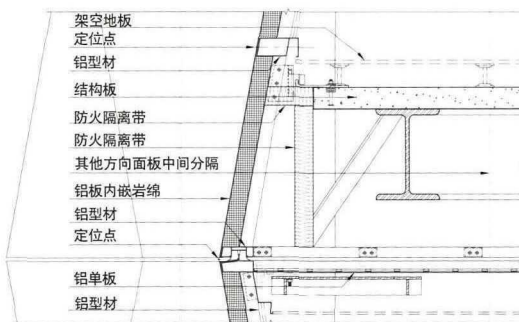 架空地板
定位点
铝型材
结构板
防火隔离带
防火隔离带
其他方向面板中间分隔
铝板内嵌岩绵
铝型材
定位点
铝单板
铝型材